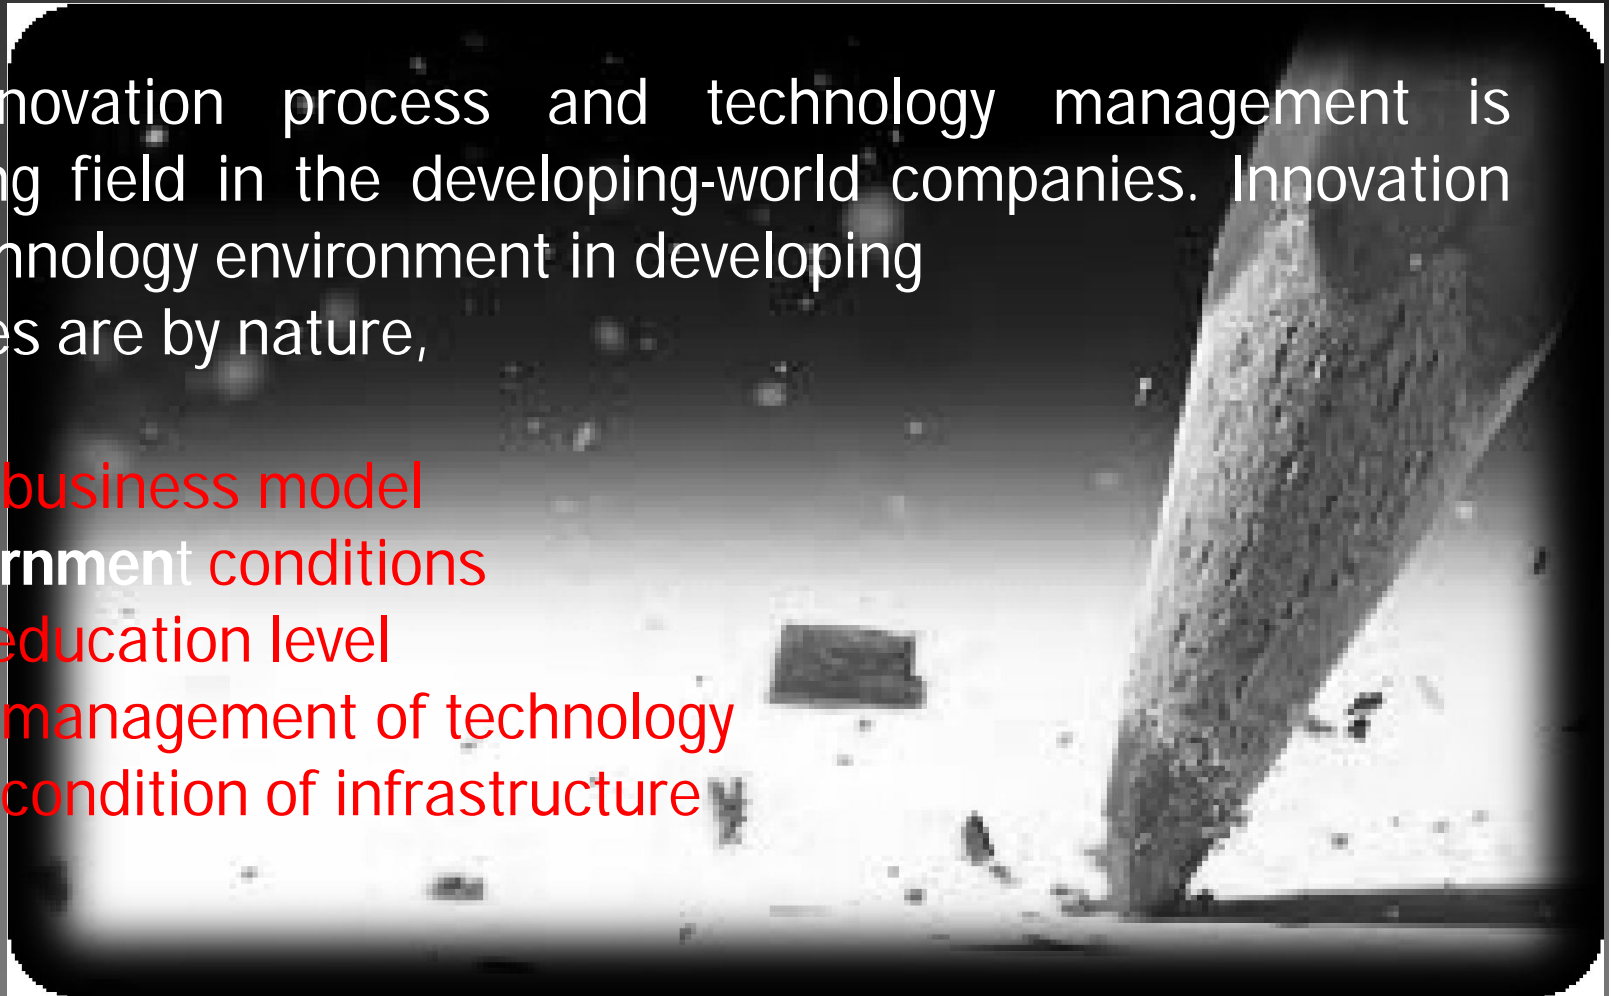 novation process and technology management is
ng field in the developing-world companies. Innovation
hnology environment in developing
es are by nature,
business model
rnment conditions
education level
management of technology
condition of infrastructure